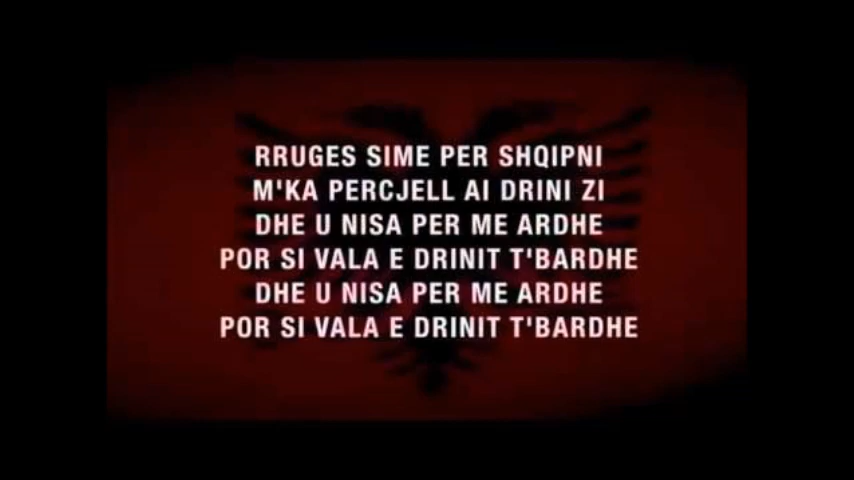 RRUGES SIME PER SHQIPNI
M'KA PERCJELL AI DRINI ZI
DHE U NISA PER ME ARDHE
POR SI VALA E DRINIT T'BARDHE
DHE U NISA PER ME ARDHE
POR SI VALA E DRINIT T'BARDHE